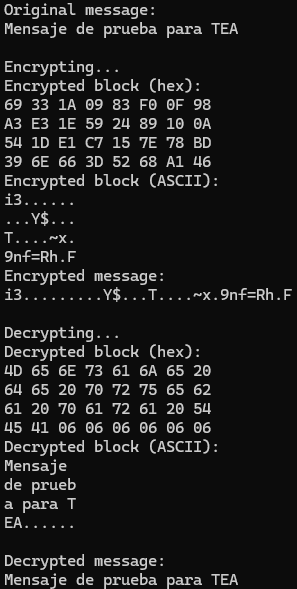 Original message:
Mensaje de prueba para TEA
Encrypting...
Encrypted block (hex):
69 33 1A 09 83 F0 0F 98
A3 E3 1E 59 24 89 10 0A
54 1D E1 C7 15 7E 78 BD
39 6E 66 3D 52 68 A1 46
Encrypted block (ASCII):
i3......
...Y$...
T....~x.
9nf=Rh.F
Encrypted message:
i3.........Y$...T....~x.9nf=Rh.F
Decrypting...
Decrypted block (hex):
4D 65 6E 73 61 6A 65 20
64 65 20 70 72 75 65 62
61 20 70 61 72 61 20 54
45 41 06 06 06 06 06 06
Decrypted block (ASCII):
Mensaje
de prueb
a para T
EA......
Decrypted message:
Mensaje de prueba para TEA